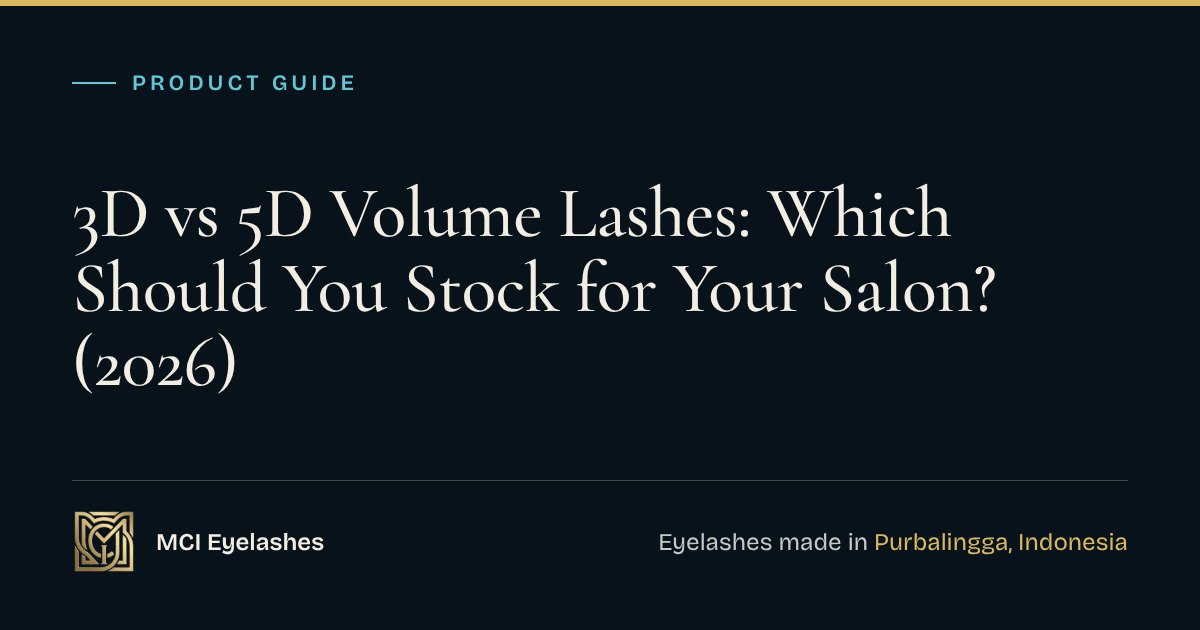 PRODUCT GUIDE
3D vs 5D Volume Lashes: Which
Should You Stock for Your Salon?
(2026)
MCI Eyelashes
Eyelashes made in Purbalingga, Indonesia